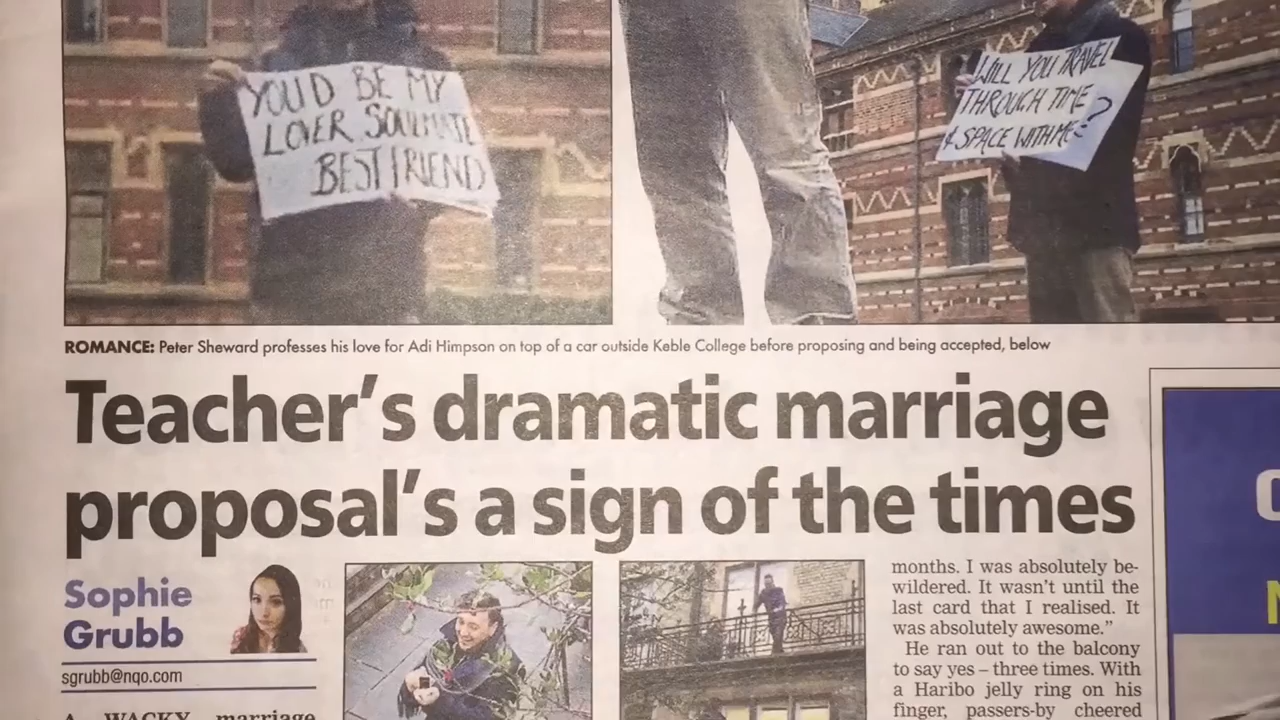 YOU'D BE MY
LOVER SOULMATE
BEST FRIEND
WILL YOU TRAVEL
THROUGH TIME
& SPACE WITH ME?
ROMANCE: Peter Sheward professes his love for Adi Himpson on top of a car outside Keble College before proposing and being accepted, below
Teacher's dramatic marriage
proposal's a sign of the times
Sophie
Grubb
sgrubb@nqo.com
A WACKY marriage
months. I was absolutely be-
wildered. It wasn't until the
last card that I realised. It
was absolutely awesome."
He ran out to the balcony
to say yes – three times. With
a Haribo jelly ring on his
finger, passers-by cheered